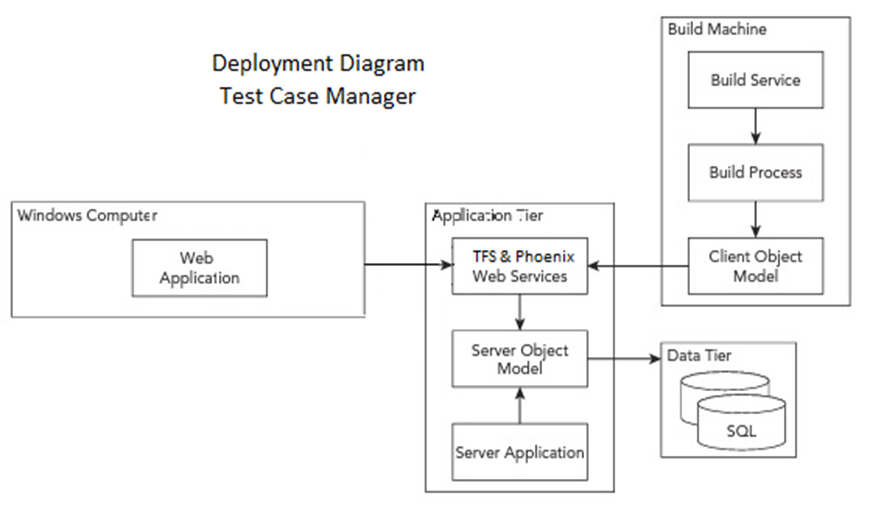 Deployment Diagram
Test Case Manager
Build Machine
Build Service
Build Process
Client Object
Model
Windows Computer
Web
Application
Application Tier
TFS & Phoenix
Web Services
Server Object
Model
Server Application
Data Tier
SQL